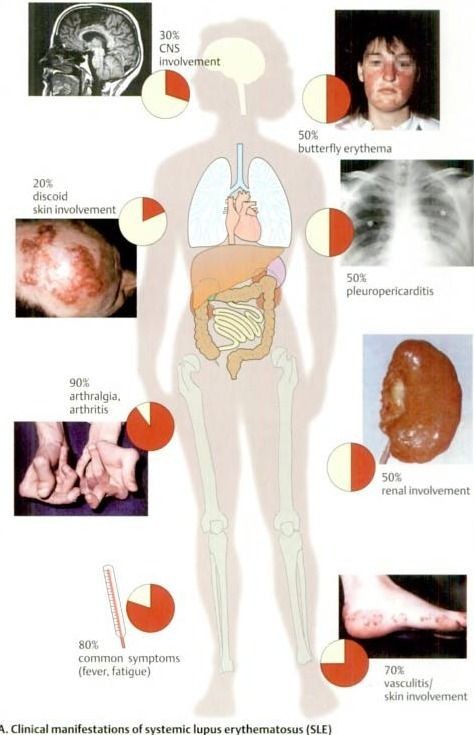 30%
CNS
involvement
50%
butterfly erythema
20%
discoid
skin involvement
50%
pleuropericarditis
90%
arthralgia,
arthritis
50%
renal involvement
80%
common symptoms
(fever, fatigue)
70%
vasculitis/
skin involvement
A. Clinical manifestations of systemic lupus erythematosus (SLE)